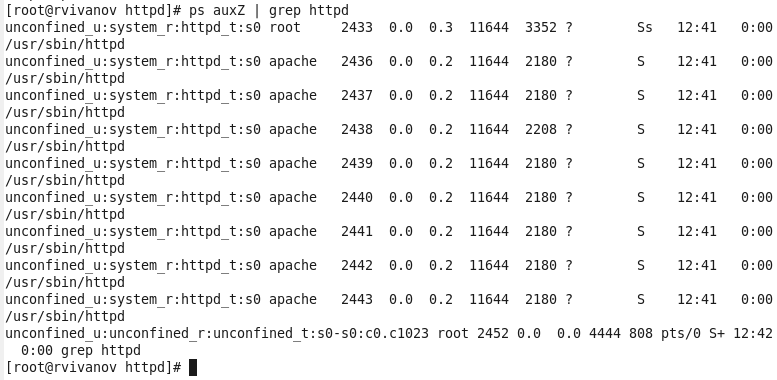 [root@rvivanov httpd]# ps auxZ | grep httpd
unconfined_u:system_r:httpd_t:s0 root     2433  0.0  0.3  11644  3352 ?        Ss   12:41   0:00
/usr/sbin/httpd
unconfined_u:system_r:httpd_t:s0 apache   2436  0.0  0.2  11644  2180 ?        S    12:41   0:00
/usr/sbin/httpd
unconfined_u:system_r:httpd_t:s0 apache   2437  0.0  0.2  11644  2180 ?        S    12:41   0:00
/usr/sbin/httpd
unconfined_u:system_r:httpd_t:s0 apache   2438  0.0  0.2  11644  2208 ?        S    12:41   0:00
/usr/sbin/httpd
unconfined_u:system_r:httpd_t:s0 apache   2439  0.0  0.2  11644  2180 ?        S    12:41   0:00
/usr/sbin/httpd
unconfined_u:system_r:httpd_t:s0 apache   2440  0.0  0.2  11644  2180 ?        S    12:41   0:00
/usr/sbin/httpd
unconfined_u:system_r:httpd_t:s0 apache   2441  0.0  0.2  11644  2180 ?        S    12:41   0:00
/usr/sbin/httpd
unconfined_u:system_r:httpd_t:s0 apache   2442  0.0  0.2  11644  2180 ?        S    12:41   0:00
/usr/sbin/httpd
unconfined_u:system_r:httpd_t:s0 apache   2443  0.0  0.2  11644  2180 ?        S    12:41   0:00
/usr/sbin/httpd
unconfined_u:unconfined_r:unconfined_t:s0-s0:c0.c1023 root 2452 0.0  0.0 4444 808 pts/0 S+ 12:42
  0:00 grep httpd
[root@rvivanov httpd]#